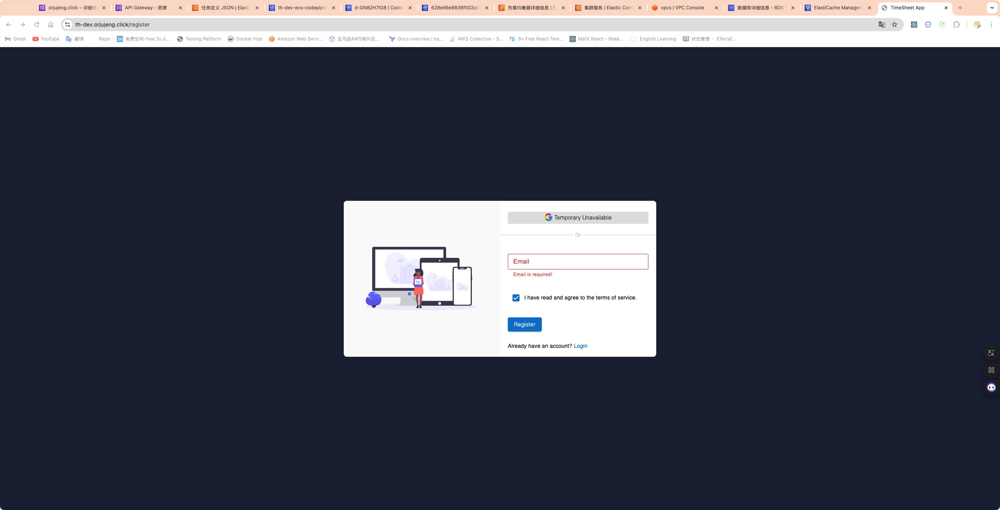 orjujeng.click – 详细信
API Gateway - 资源
任务定义 JSON | Elasti
th-dev-ecs-codepipel
d-GN82H7IG8 | CodeD
628e96e9836f502a0
负载均衡器详细信息 | E
集群服务 | Elastic Cont
vpcs | VPC Console
数据库详细信息 - RDS
ElastiCache Managem
TimeSheet App
th-dev.orjujeng.click/register
Gmail
YouTube
翻译
Repo
3V 免费空间-free.3v.d...
Testing Paltform
Docker Hub
Amazon Web Servi...
亚马逊AWS海外区...
Docs overview | ha...
AWS Collective - S...
9+ Free React Tem...
MatX React - Mate...
English Learning
状态管理 · 《Terraf...
Temporary Unavailable
Or
Email
Email is required!
I have read and agree to the terms of service.
Register
Already have an account? Login